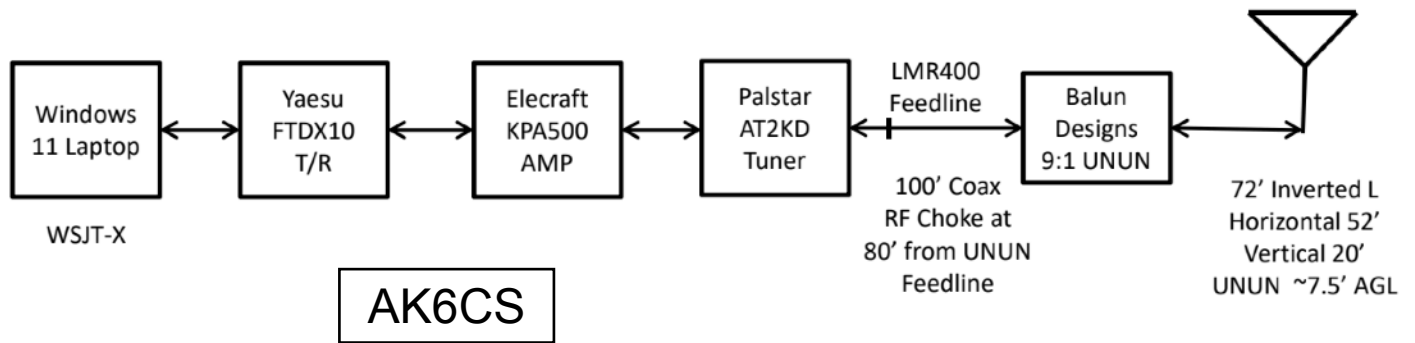 Windows
11 Laptop
WSJT-X
Yaesu
FTDX10
T/R
Elecraft
KPA500
AMP
Palstar
AT2KD
Tuner
LMR400
Feedline
100’ Coax
RF Choke at
80’ from UNUN
Feedline
Balun
Designs
9:1 UNUN
72’ Inverted L
Horizontal 52’
Vertical 20’
UNUN ~7.5’ AGL
AK6CS